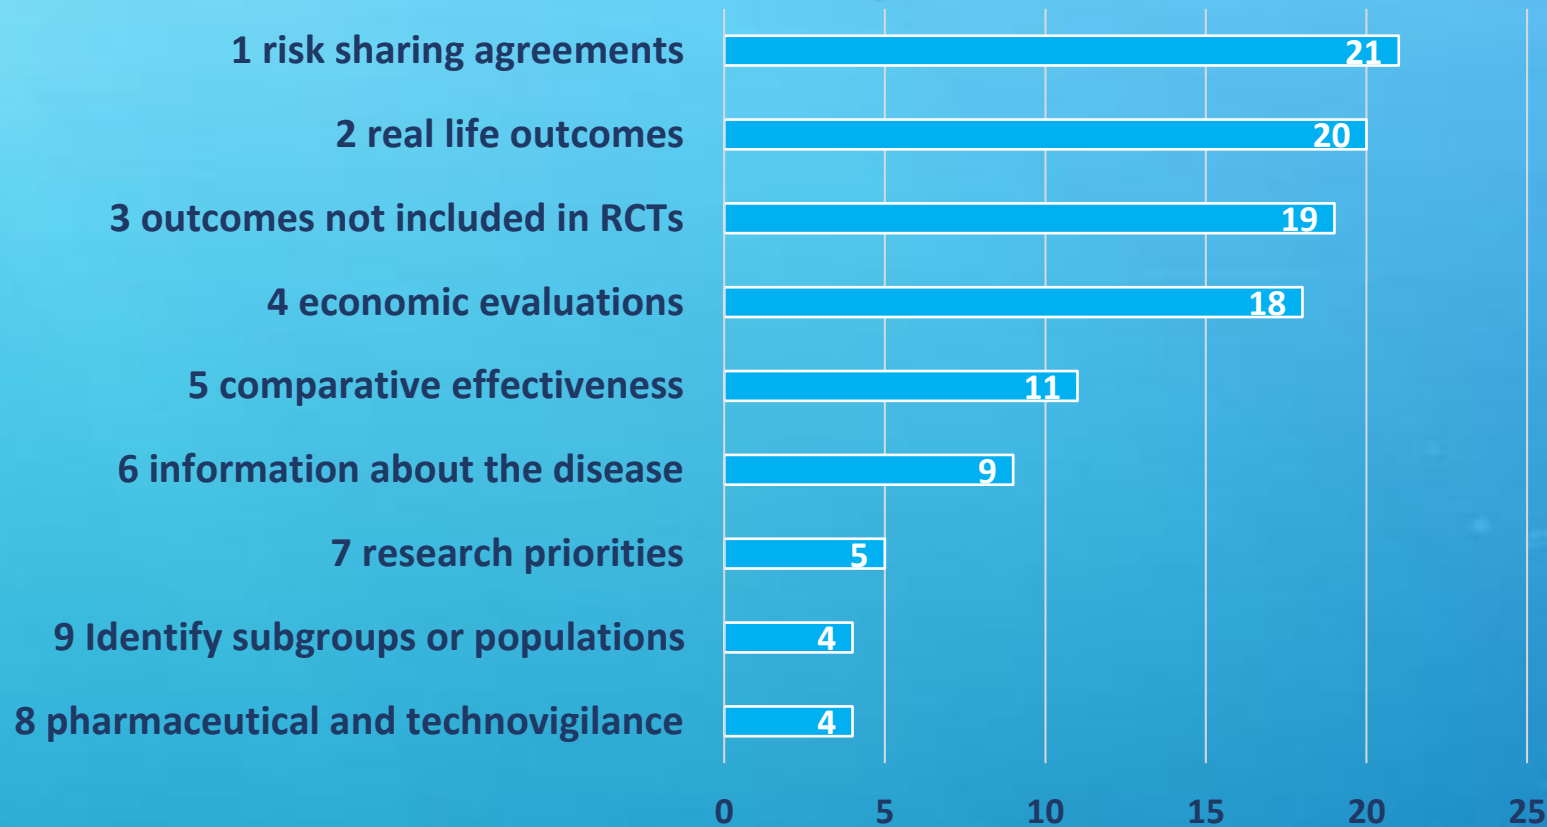 1 risk sharing agreements 21
2 real life outcomes 20
3 outcomes not included in RCTs 19
4 economic evaluations 18
5 comparative effectiveness 11
6 information about the disease 9
7 research priorities 5
9 Identify subgroups or populations 4
8 pharmaceutical and technovigilance 4
0 5 10 15 20 25